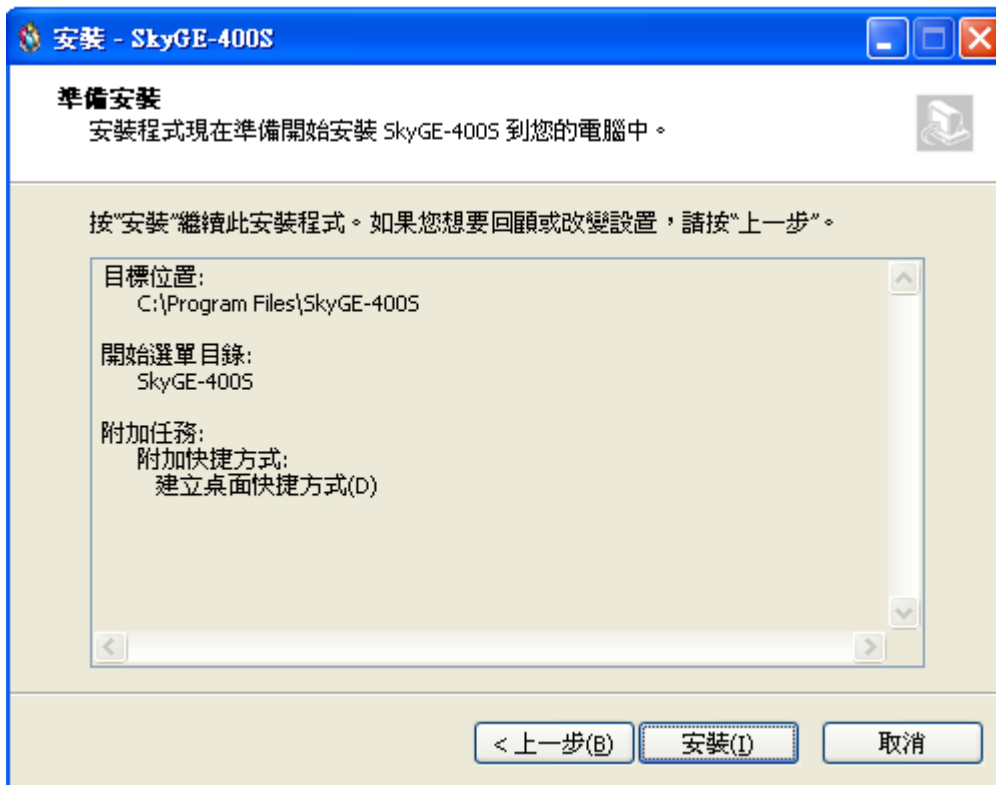 安裝 - SkyGE-400S
準備安裝
安裝程式現在準備開始安裝 SkyGE-400S 到您的電腦中。
按"安裝"繼續此安裝程式。如果您想要回顧或改變設置，請按"上一步"。
目標位置:
C:\Program Files\SkyGE-400S
開始選單目錄:
SkyGE-400S
附加任務:
附加快捷方式:
建立桌面快捷方式(D)
< 上一步(B)
安裝(I)
取消